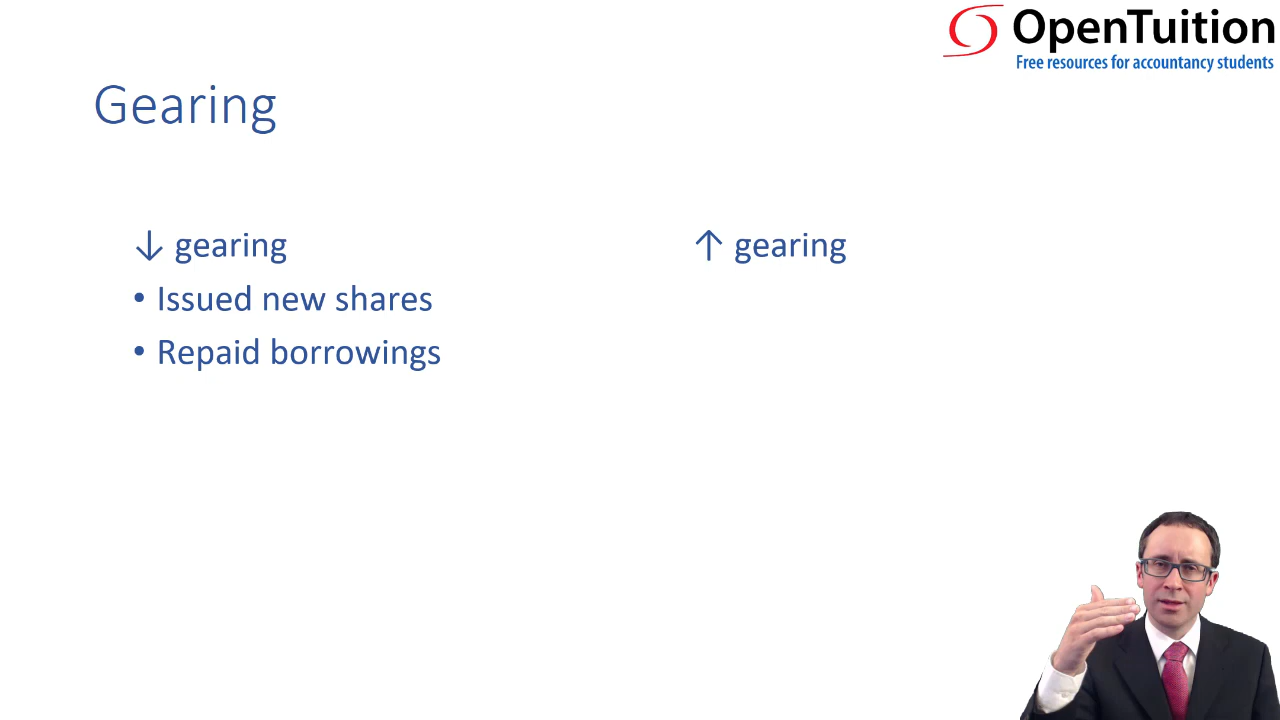 OpenTuition
Free resources for accountancy students
Gearing
↓ gearing
↑ gearing
• Issued new shares
• Repaid borrowings